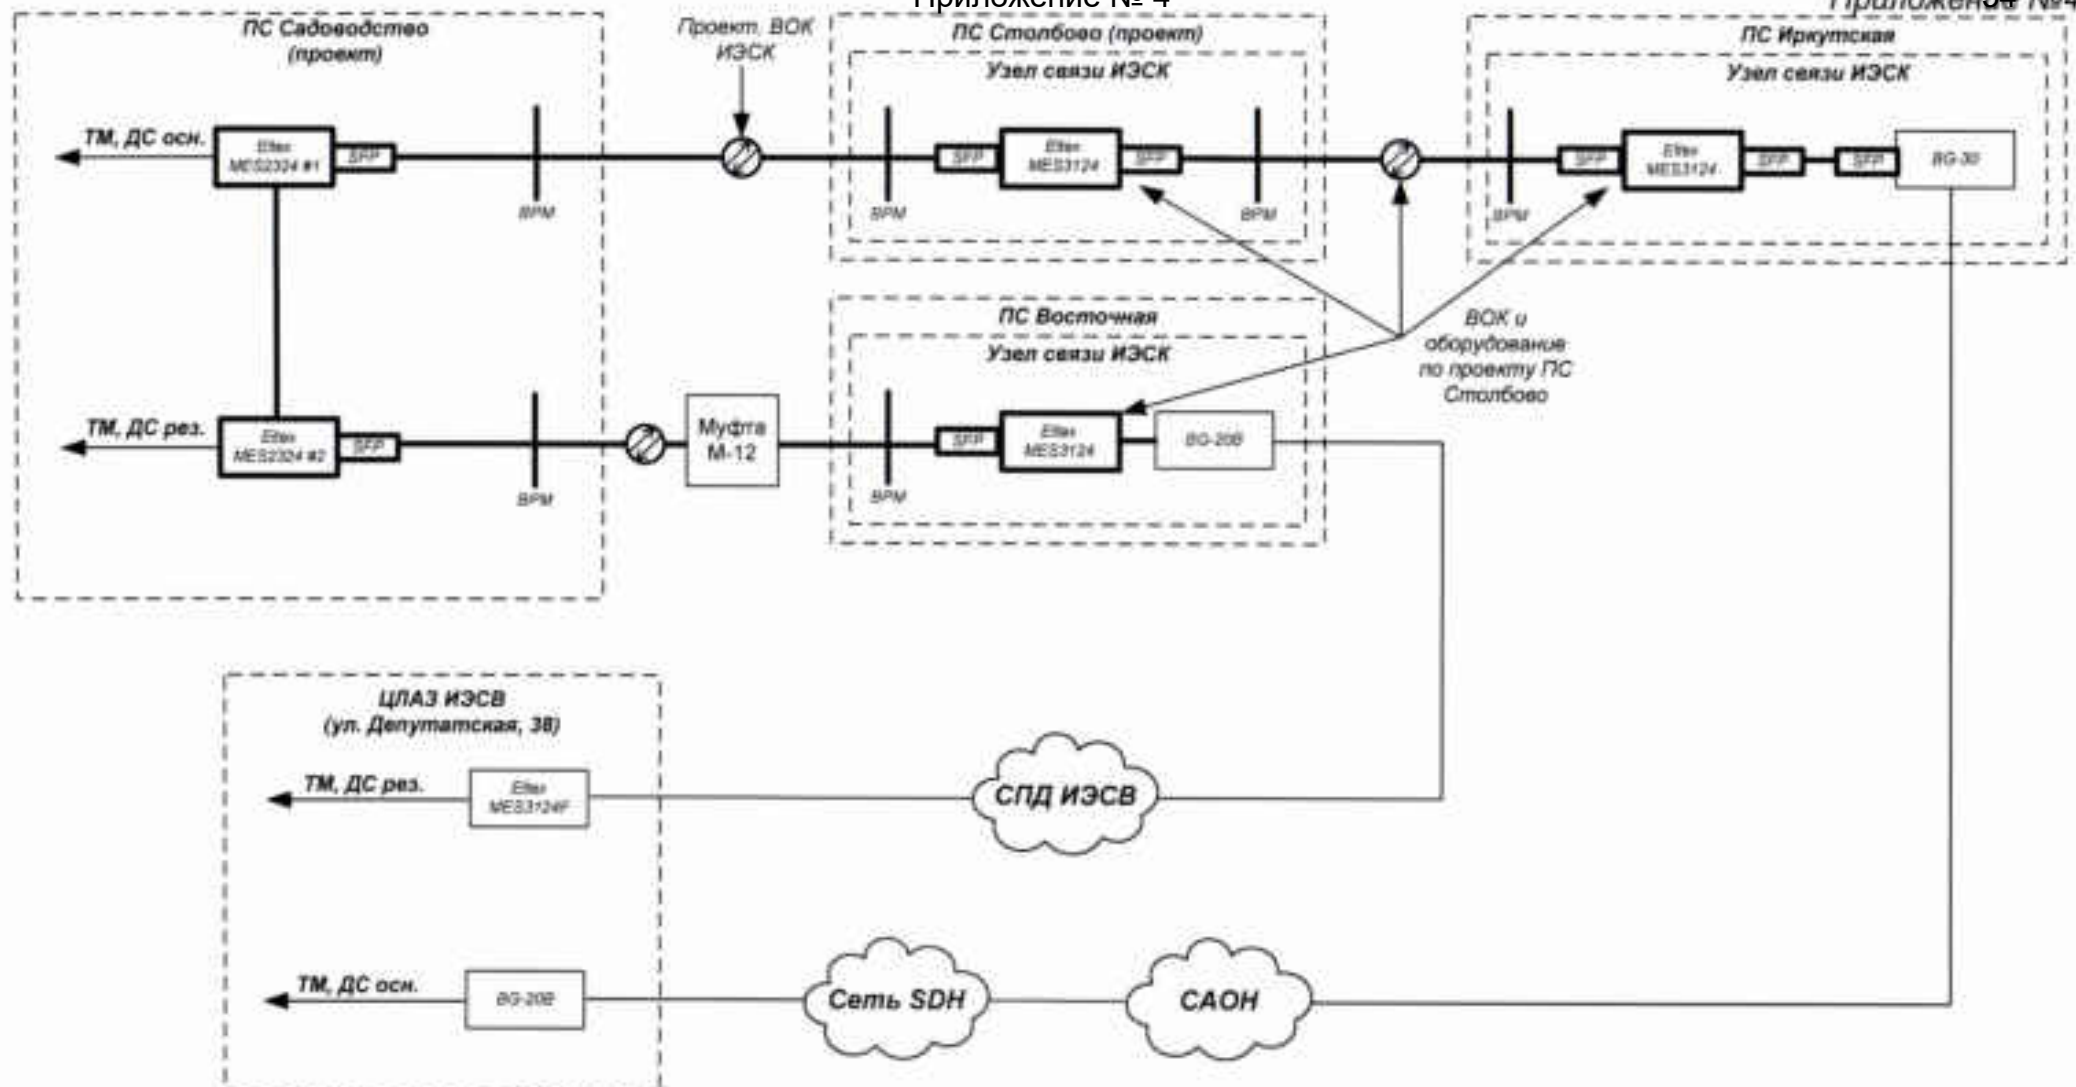 Приложение № 4
Приложение №4
ПС Садоводство
(проект)
ТМ, ДС осн.
Eltex
MES2324 #1
SFP
ВРМ
Проект. ВОК
ИЭСК
ПС Столбово (проект)
Узел связи ИЭСК
ВРМ
SFP
Eltex
MES3124
SFP
ВРМ
ПС Иркутская
Узел связи ИЭСК
ВРМ
SFP
Eltex
MES3124
SFP
SFP
BG-30
ТМ, ДС рез.
Eltex
MES2324 #2
SFP
ВРМ
Муфта
М-12
ПС Восточная
Узел связи ИЭСК
ВРМ
SFP
Eltex
MES3124
BG-20B
ВОК и
оборудование
по проекту ПС
Столбово
ЦЛАЗ ИЭСВ
(ул. Депутатская, 38)
ТМ, ДС рез.
Eltex
MES3124F
СПД ИЭСВ
ТМ, ДС осн.
BG-20B
Сеть SDH
САОН